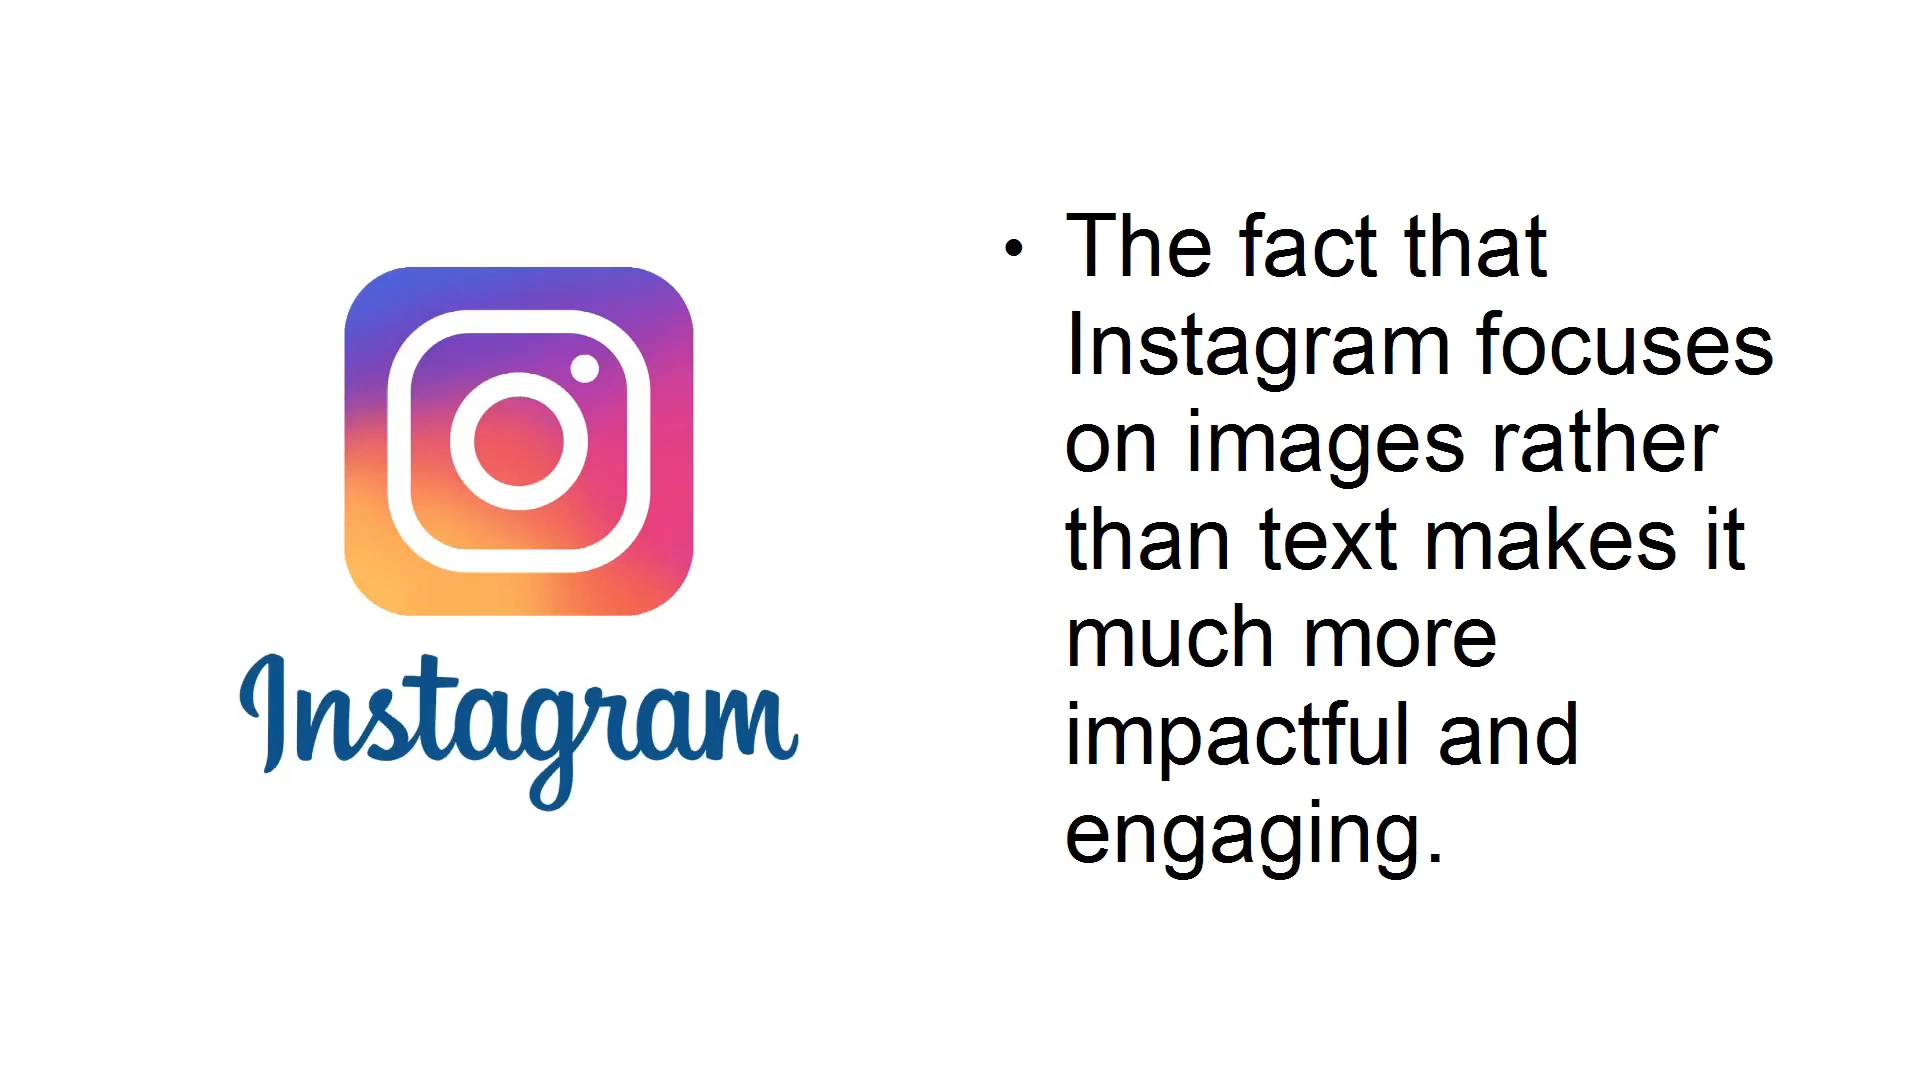 Instagram
• The fact that
Instagram focuses
on images rather
than text makes it
much more
impactful and
engaging.